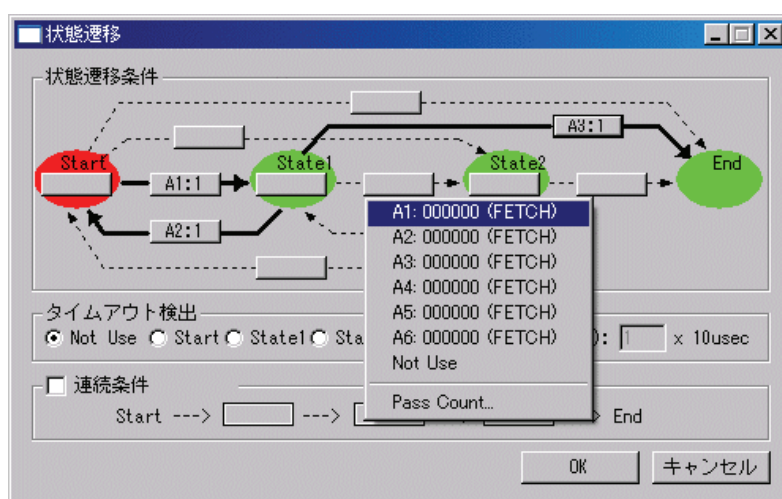 状態遷移
状態遷移条件
A3:1
Start
State1
State2
End
A1:1
A2:1
A1: 000000 (FETCH)
A2: 000000 (FETCH)
A3: 000000 (FETCH)
A4: 000000 (FETCH)
A5: 000000 (FETCH)
A6: 000000 (FETCH)
Not Use
Pass Count...
タイムアウト検出
Not Use Start State1 Sta ): 1 x 10usec
連続条件
Start ---> ---> > End
OK キャンセル